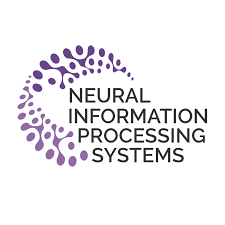 NEURAL
INFORMATION
PROCESSING
SYSTEMS